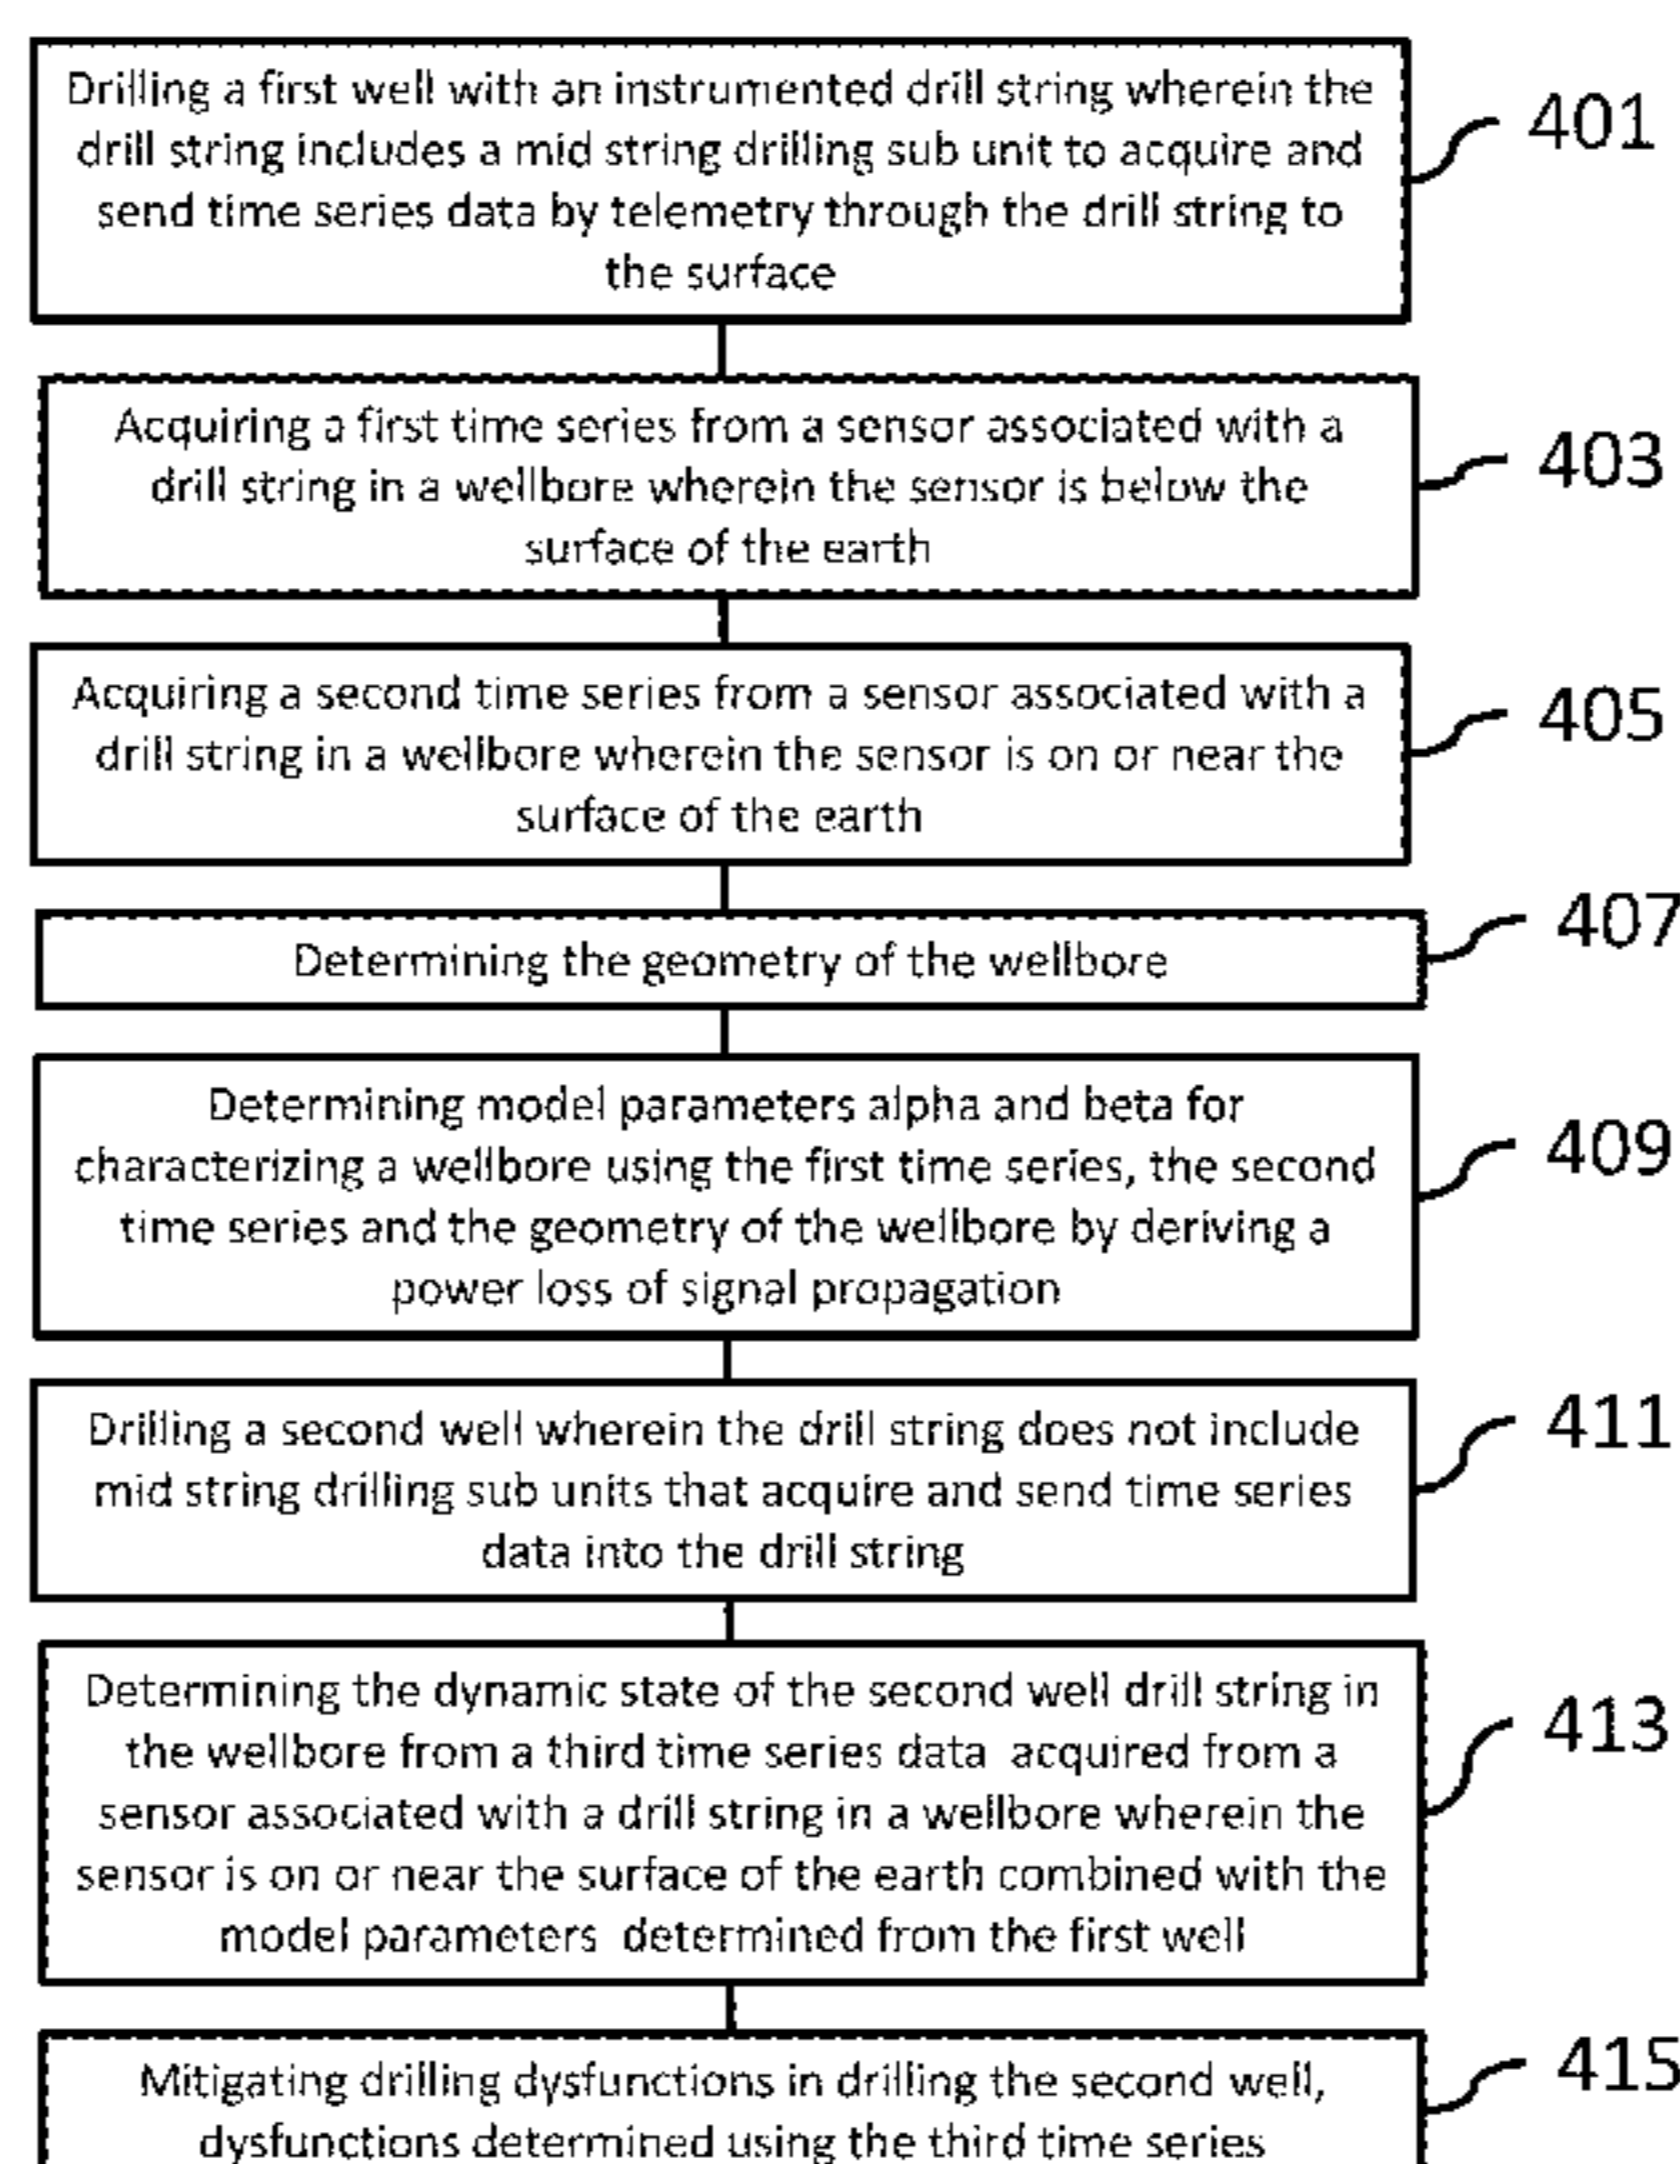 Drilling a first well with an instrumented drill string wherein the
drill string includes a mid string drilling sub unit to acquire and
send time series data by telemetry through the drill string to
the surface
401
Acquiring a first time series from a sensor associated with a
drill string in a wellbore wherein the sensor is below the
surface of the earth
403
Acquiring a second time series from a sensor associated with a
drill string in a wellbore wherein the sensor is on or near the
surface of the earth
405
Determining the geometry of the wellbore
407
Determining model parameters alpha and beta for
characterizing a wellbore using the first time series, the second
time series and the geometry of the wellbore by deriving a
power loss of signal propagation
409
Drilling a second well wherein the drill string does not include
mid string drilling sub units that acquire and send time series
data into the drill string
411
Determining the dynamic state of the second well drill string in
the wellbore from a third time series data acquired from a
sensor associated with a drill string in a wellbore wherein the
sensor is on or near the surface of the earth combined with the
model parameters determined from the first well
413
Mitigating drilling dysfunctions in drilling the second well,
dysfunctions determined using the third time series
415